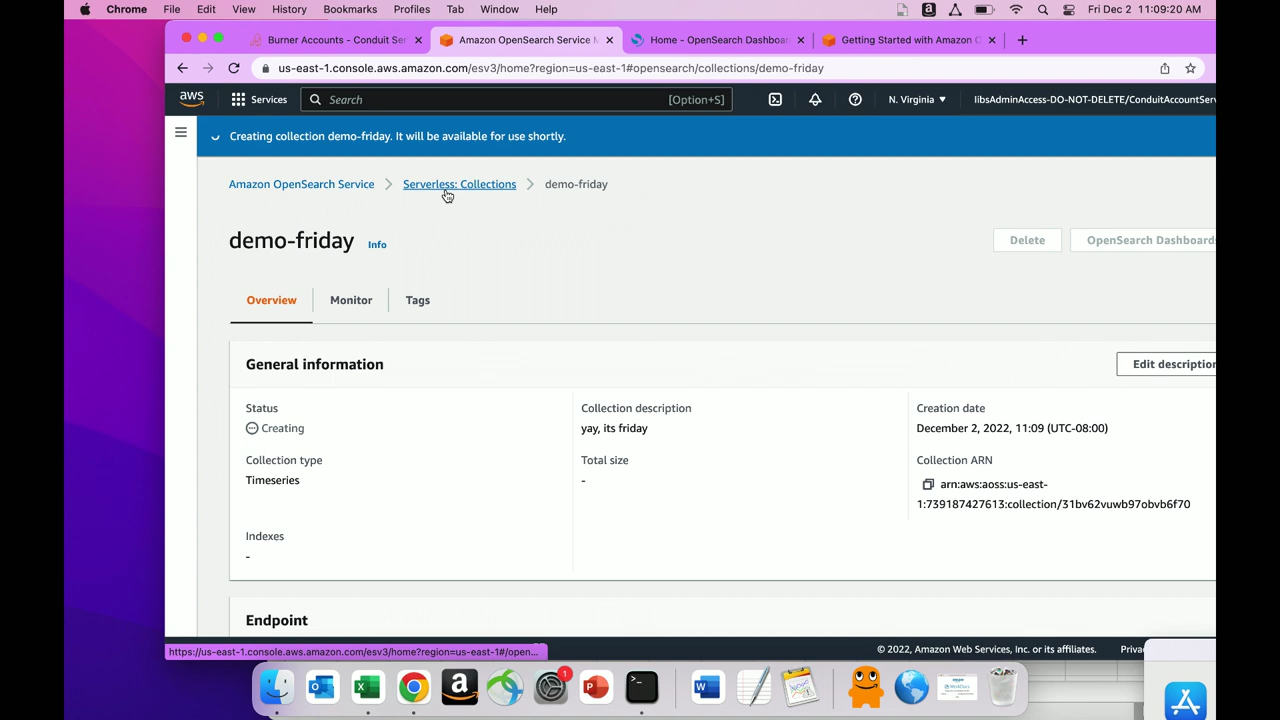 Chrome File Edit View History Bookmarks Profiles Tab Window Help Fri Dec 2 11:09:20 AM
Burner Accounts - Conduit Ser Amazon OpenSearch Service M Home - OpenSearch Dashboar Getting Started with Amazon O
us-east-1.console.aws.amazon.com/esv3/home?region=us-east-1#opensearch/collections/demo-friday
aws Services Search [Option+S] N. Virginia libsAdminAccess-DO-NOT-DELETE/ConduitAccountServ
Creating collection demo-friday. It will be available for use shortly.
Amazon OpenSearch Service Serverless: Collections demo-friday
demo-friday Info Delete OpenSearch Dashboards
Overview Monitor Tags
General information Edit description
Status Collection description Creation date
Creating yay, its friday December 2, 2022, 11:09 (UTC-08:00)
Collection type Total size Collection ARN
Timeseries - arn:aws:aoss:us-east-
1:739187427613:collection/31bv62vuwb97obvb6f70
Indexes
-
Endpoint
https://us-east-1.console.aws.amazon.com/esv3/home?region=us-east-1#/open... © 2022, Amazon Web Services, Inc. or its affiliates. Priva
1